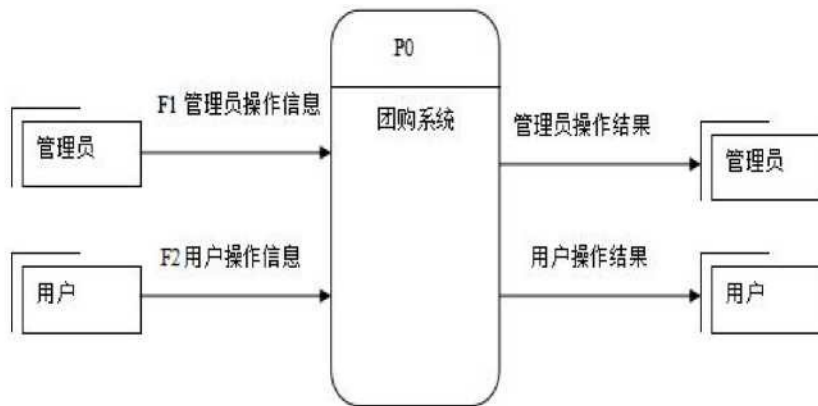 P0
团购系统
F1 管理员操作信息
管理员操作结果
管理员
管理员
F2 用户操作信息
用户操作结果
用户
用户